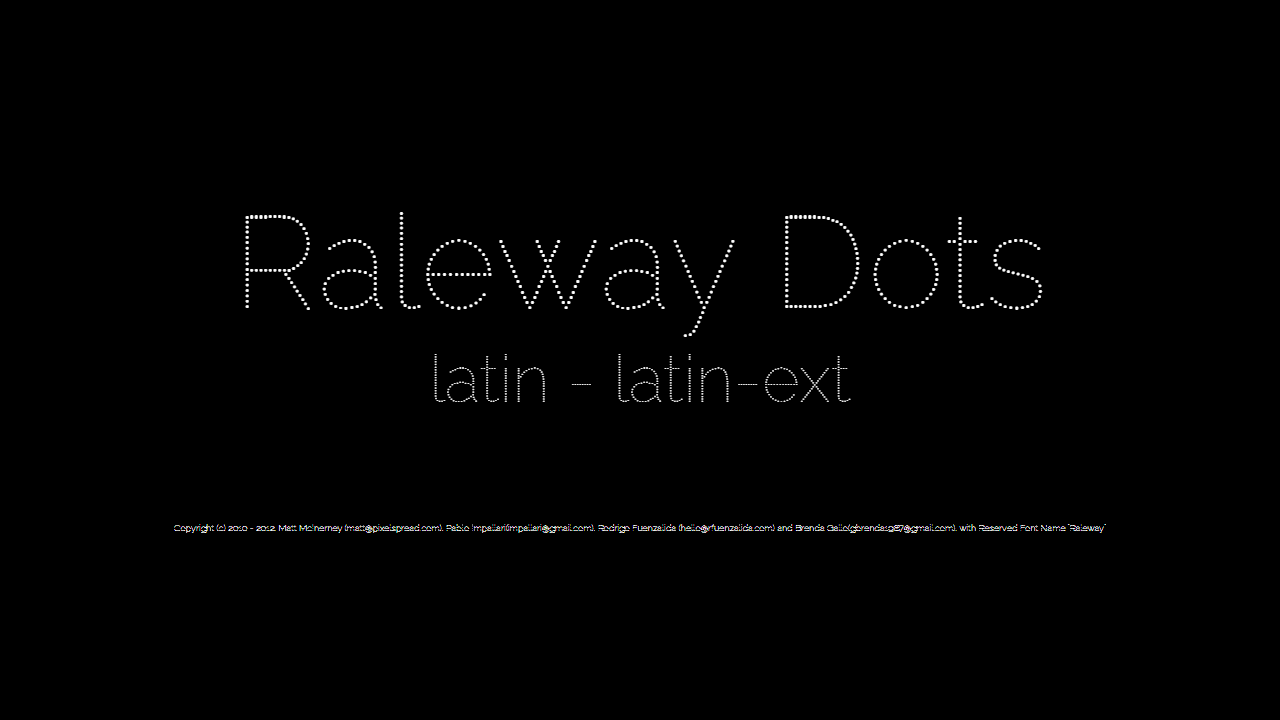 Raleway Dots
latin - latin-ext
Copyright (c) 2010 - 2012, Matt McInerney (matt@pixelspread.com), Pablo Impallari(impallari@gmail.com), Rodrigo Fuenzalida (hello@rfuenzalida.com) and Brenda Gallo(gbrenda1987@gmail.com), with Reserved Font Name 'Raleway'